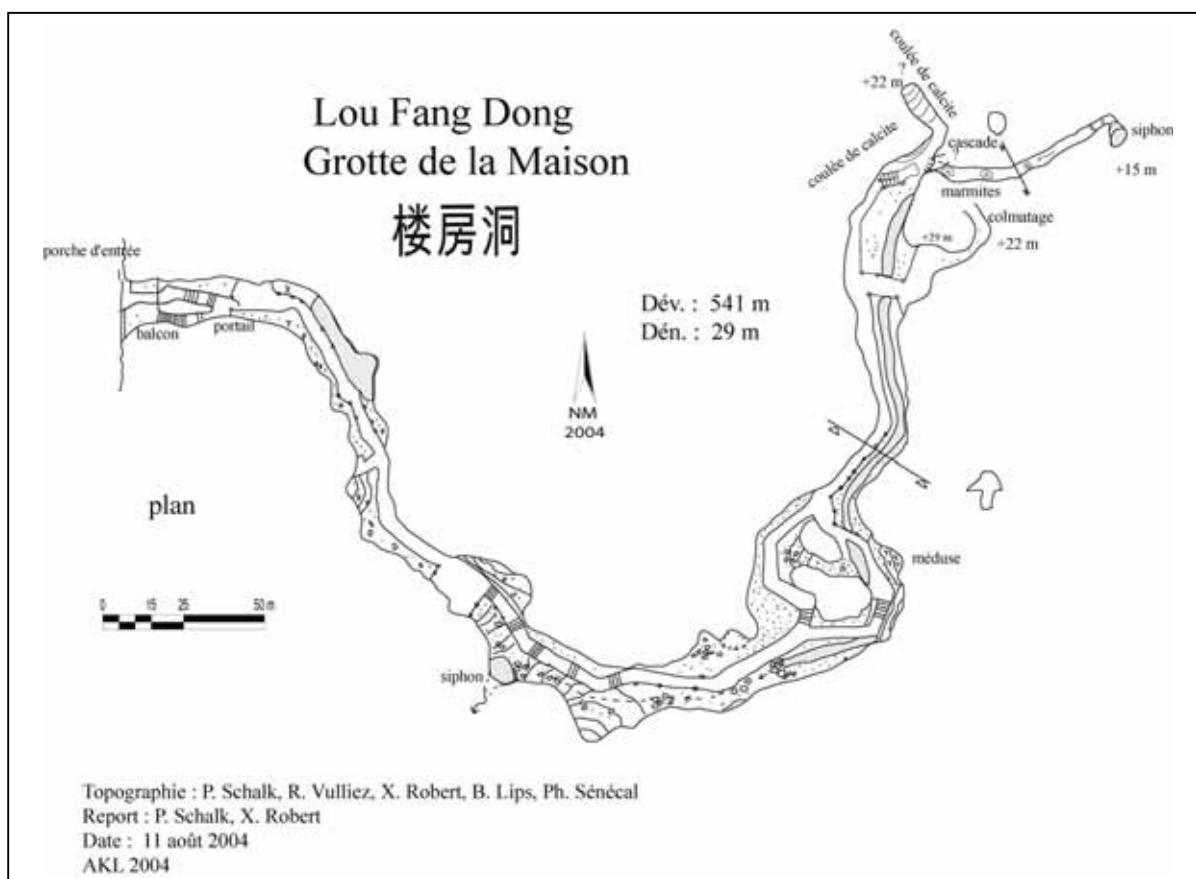 Lou Fang Dong
Grotte de la Maison
楼房洞
coulée de calcite
?
+22 m
coulée de calcite
cascade
?
siphon
+15 m
marmites
colmatage
+29 m
+22 m
porche d'entrée
balcon
portail
Dév. : 541 m
Dén. : 29 m
NM
2004
plan
0 15 25 50 m
méduse
siphon
Topographie : P. Schalk, R. Vulliez, X. Robert, B. Lips, Ph. Sénécal
Report : P. Schalk, X. Robert
Date : 11 août 2004
AKL 2004